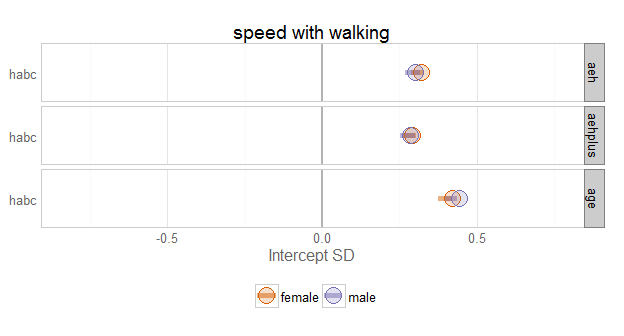 speed with walking
habc
aeh
habc
aehplus
habc
age
-0.5 0.0 0.5
Intercept SD
female male